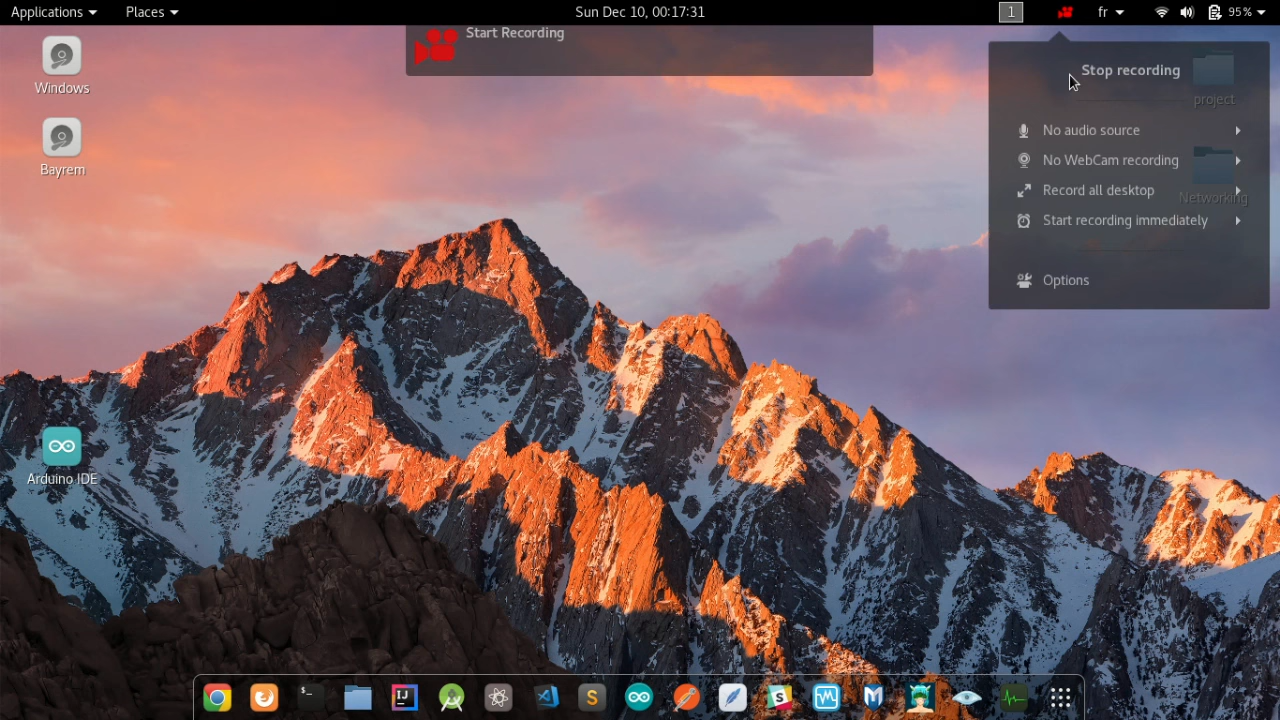 Applications
Places
Sun Dec 10, 00:17:31
1
fr
95%
Start Recording
Windows
Bayrem
Arduino IDE
Stop recording
project
No audio source
No WebCam recording
Record all desktop
Networking
Start recording immediately
Options
>_
IJ
S
S